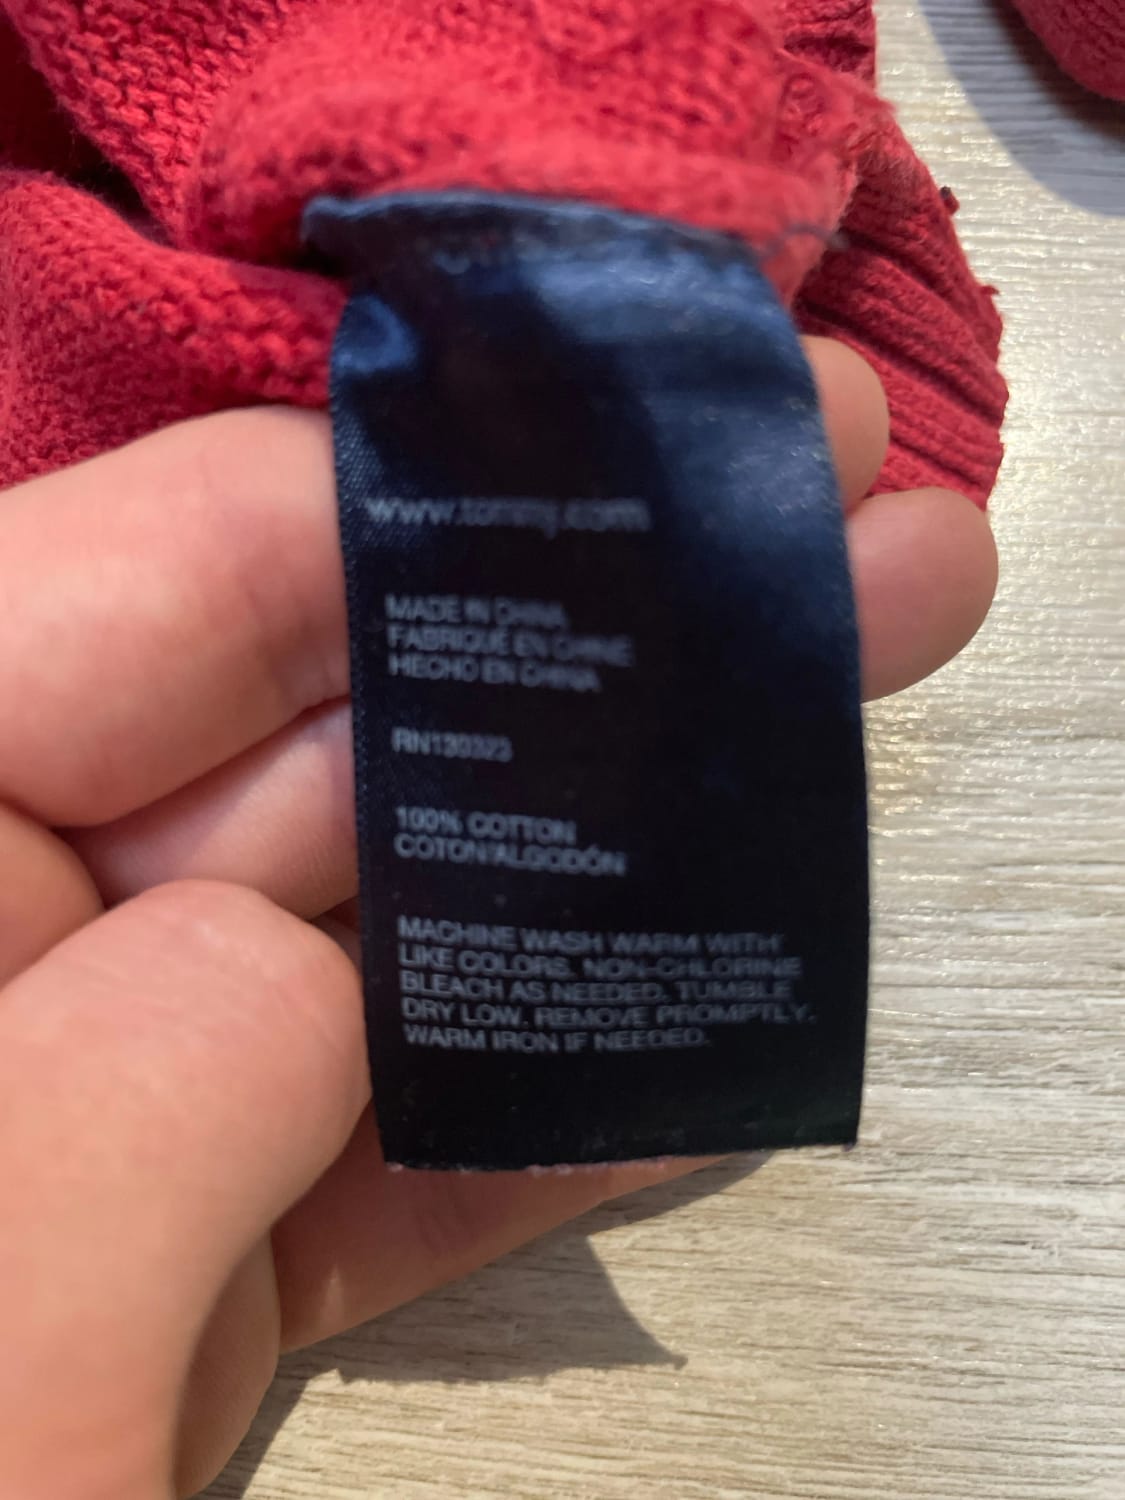 www.tommy.com
MADE IN CHINA
FABRIQUÉ EN CHINE
HECHO EN CHINA
RN130323
100% COTTON
COTON/ALGODÓN
MACHINE WASH WARM WITH
LIKE COLORS. NON-CHLORINE
BLEACH AS NEEDED. TUMBLE
DRY LOW. REMOVE PROMPTLY.
WARM IRON IF NEEDED.